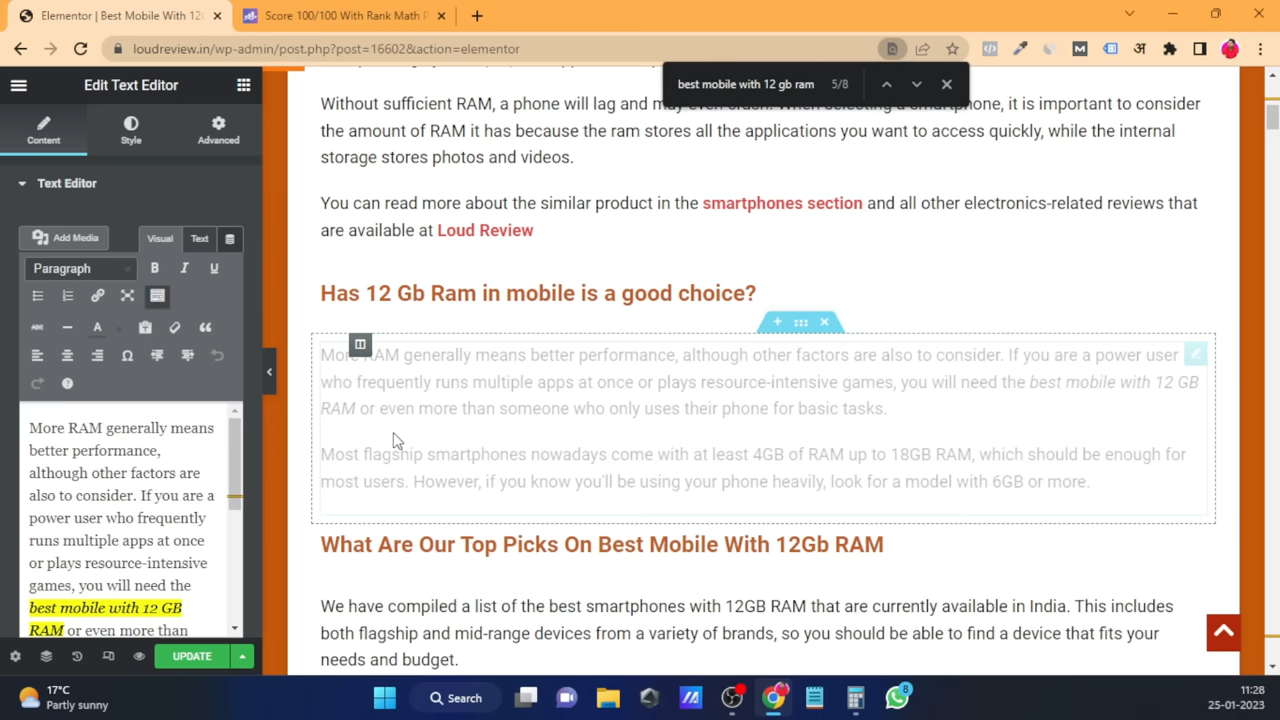 Elementor | Best Mobile With 12G
Score 100/100 With Rank Math P
loudreview.in/wp-admin/post.php?post=16602&action=elementor
अ
Edit Text Editor
Content
Style
Advanced
Text Editor
Add Media
Visual
Text
Paragraph
B
I
U
ABC
A
More RAM generally means
better performance,
although other factors are
also to consider. If you are a
power user who frequently
runs multiple apps at once
or plays resource-intensive
games, you will need the
best mobile with 12 GB
RAM or even more than
UPDATE
best mobile with 12 gb ram
5/8
Without sufficient RAM, a phone will lag and may even crash. When selecting a smartphone, it is important to consider
the amount of RAM it has because the ram stores all the applications you want to access quickly, while the internal
storage stores photos and videos.
You can read more about the similar product in the smartphones section and all other electronics-related reviews that
are available at Loud Review
Has 12 Gb Ram in mobile is a good choice?
More RAM generally means better performance, although other factors are also to consider. If you are a power user
who frequently runs multiple apps at once or plays resource-intensive games, you will need the best mobile with 12 GB
RAM or even more than someone who only uses their phone for basic tasks.
Most flagship smartphones nowadays come with at least 4GB of RAM up to 18GB RAM, which should be enough for
most users. However, if you know you'll be using your phone heavily, look for a model with 6GB or more.
What Are Our Top Picks On Best Mobile With 12Gb RAM
We have compiled a list of the best smartphones with 12GB RAM that are currently available in India. This includes
both flagship and mid-range devices from a variety of brands, so you should be able to find a device that fits your
needs and budget.
17°C
Partly sunny
Search
8
11:28
25-01-2023